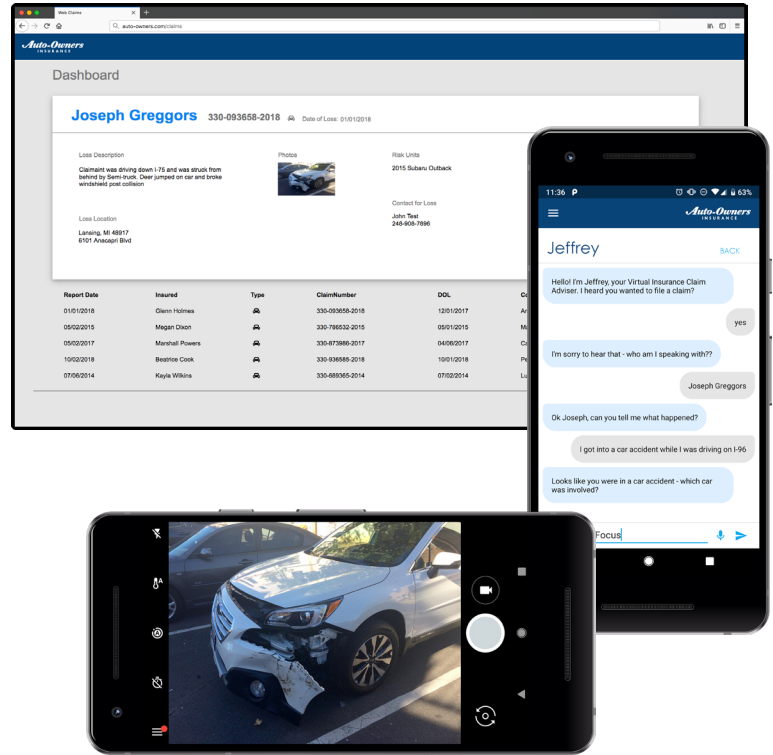 Web Claims
auto-owners.com/claims
Auto-Owners
INSURANCE
Dashboard
Joseph Greggors 330-093658-2018 Date of Loss: 01/01/2018
Loss Description Photos Risk Units
Claimaint was driving down I-75 and was struck from 2015 Subaru Outback
behind by Semi-truck. Deer jumped on car and broke
windshield post collision
Contact for Loss
Loss Location John Test
248-908-7896
Lansing, MI 48917
6101 Anacapri Blvd
Report Date Insured Type ClaimNumber DOL Co
01/01/2018 Glenn Holmes 330-093658-2018 12/01/2017 An
05/02/2015 Megan Dixon 330-786532-2015 05/01/2015 Ma
05/02/2017 Marshall Powers 330-873986-2017 04/06/2017 Ca
10/02/2018 Beatrice Cook 330-936585-2018 10/01/2018 Pe
07/06/2014 Kayla Wilkins 330-689365-2014 07/02/2014 Lu
11:36 63%
Auto-Owners
INSURANCE
Jeffrey BACK
Hello! I'm Jeffrey, your Virtual Insurance Claim
Adviser. I heard you wanted to file a claim?
yes
I'm sorry to hear that - who am I speaking with??
Joseph Greggors
Ok Joseph, can you tell me what happened?
I got into a car accident while I was driving on I-96
Looks like you were in a car accident - which car
was involved?
Focus